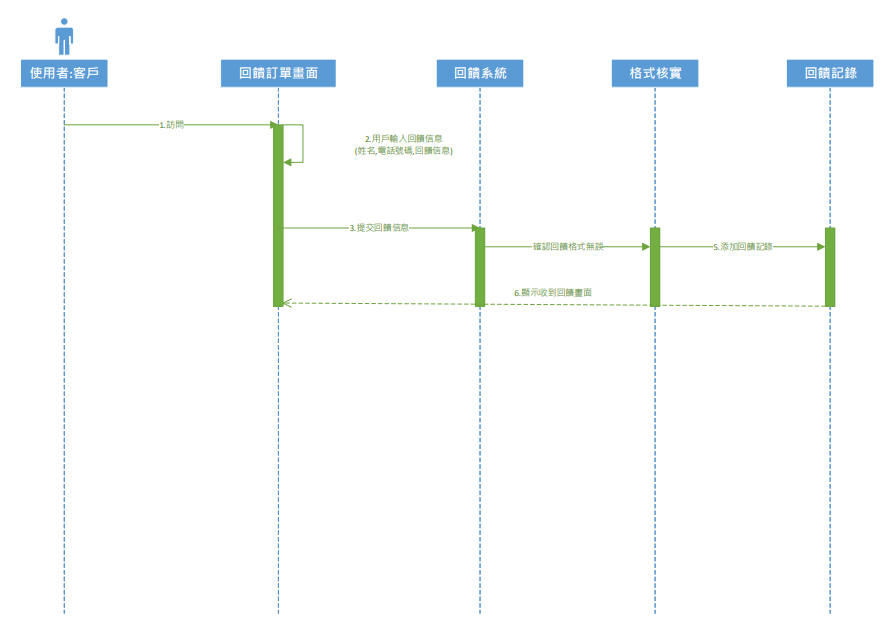 使用者:客戶
回饋訂單畫面
回饋系統
格式核實
回饋記錄
1.訪問
2.用戶輸入回饋信息
(姓名,電話號碼,回饋信息)
3.提交回饋信息
確認回饋格式無誤
5.添加回饋記錄
6.顯示收到回饋畫面